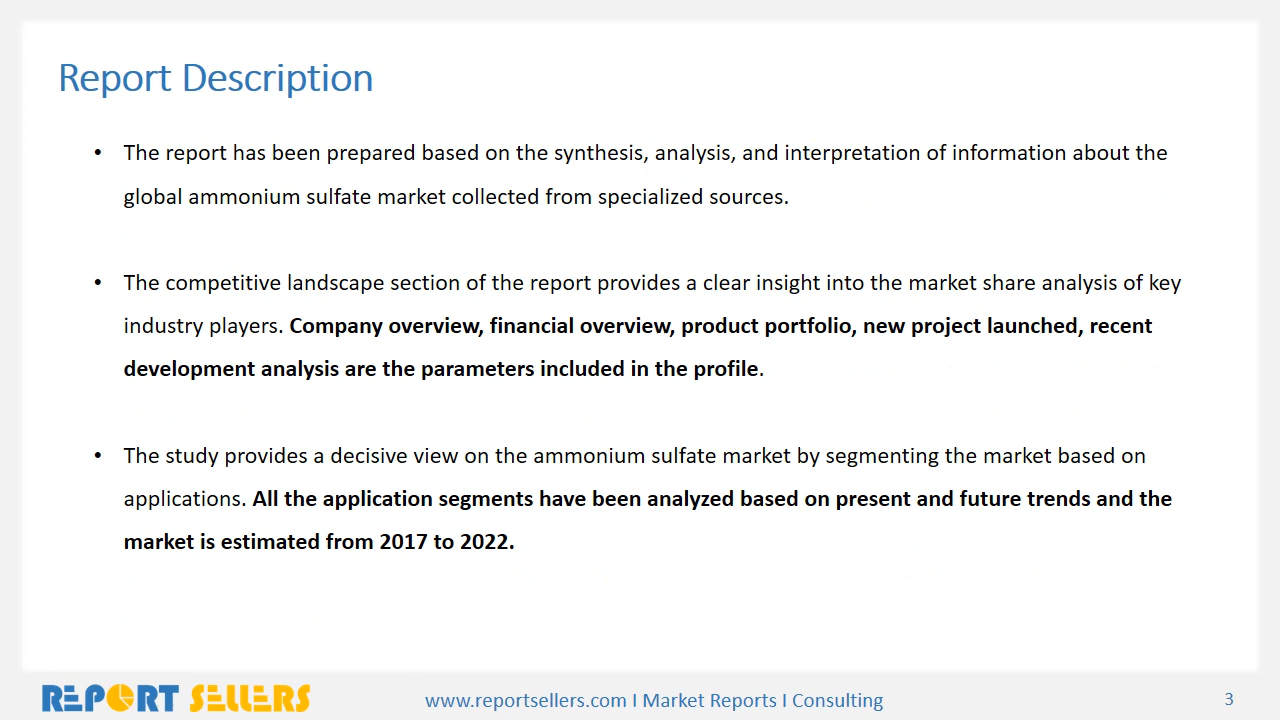 Report Description
• The report has been prepared based on the synthesis, analysis, and interpretation of information about the
global ammonium sulfate market collected from specialized sources.
• The competitive landscape section of the report provides a clear insight into the market share analysis of key
industry players. Company overview, financial overview, product portfolio, new project launched, recent
development analysis are the parameters included in the profile.
• The study provides a decisive view on the ammonium sulfate market by segmenting the market based on
applications. All the application segments have been analyzed based on present and future trends and the
market is estimated from 2017 to 2022.
REPORT SELLERS
www.reportsellers.com I Market Reports I Consulting
3